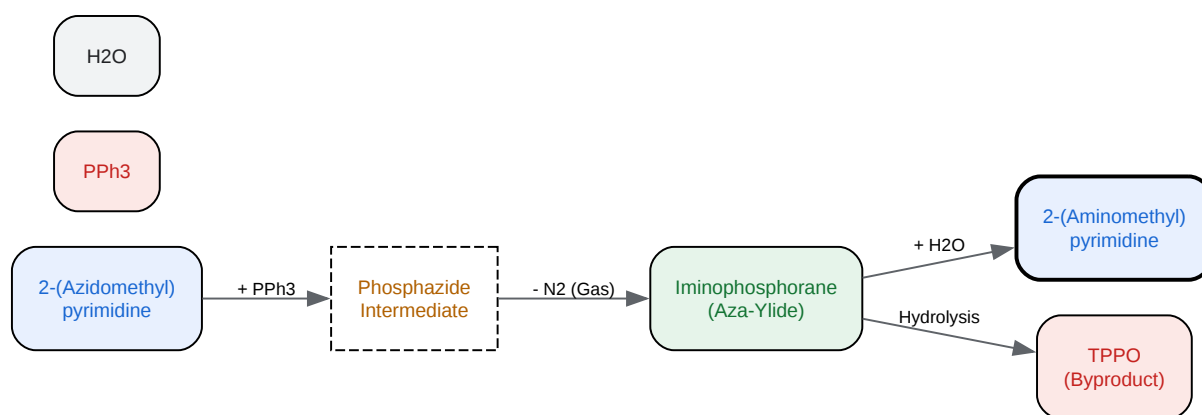 H2O
PPh3
2-(Azidomethyl)
pyrimidine
+ PPh3
Phosphazide
Intermediate
- N2 (Gas)
Iminophosphorane
(Aza-Ylide)
+ H2O
2-(Aminomethyl)
pyrimidine
Hydrolysis
TPPO
(Byproduct)